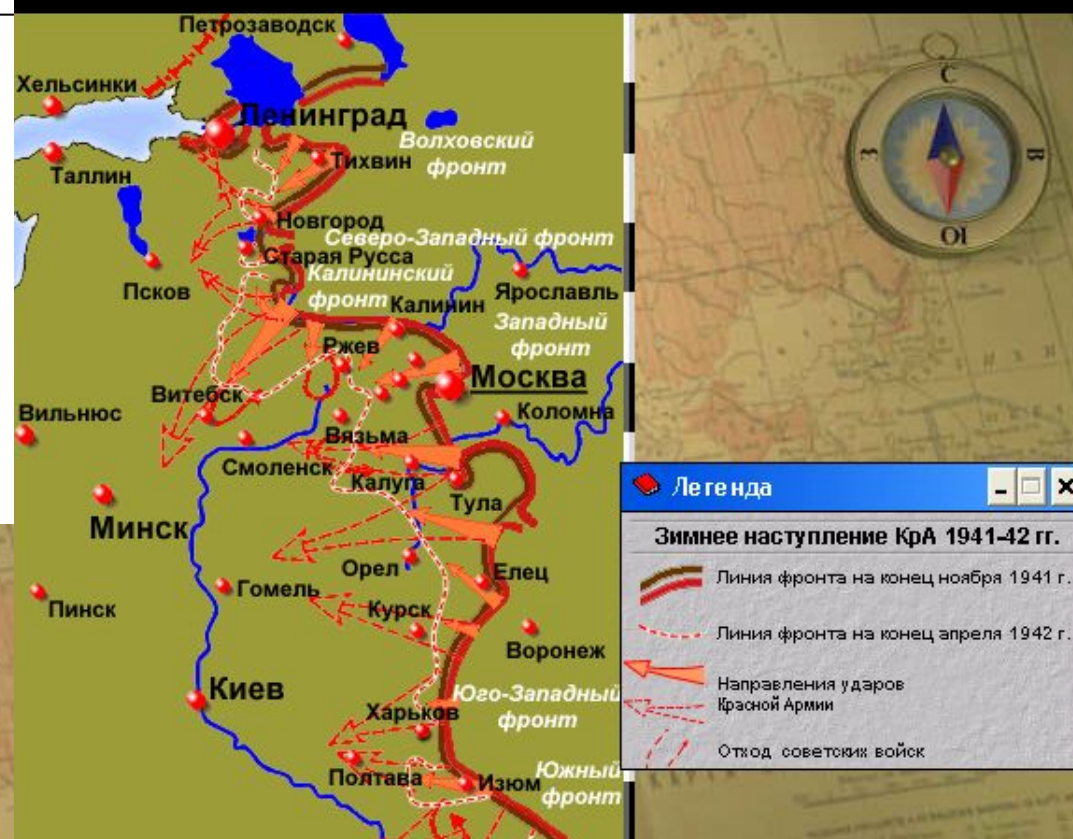 Петрозаводск
Хельсинки
Ленинград
Волховский
фронт
Тихвин
Таллин
Новгород
Северо-Западный фронт
Старая Русса
Калининский
фронт
Псков
Калинин
Ярославль
Западный
фронт
Ржев
Москва
Витебск
Вильнюс
Коломна
Вязьма
Смоленск
Калуга
Тула
Минск
Орел
Елец
Гомель
Пинск
Курск
Воронеж
Киев
Юго-Западный
фронт
Харьков
Полтава
Изюм
Южный
фронт
С
З
В
Ю
Легенда
Зимнее наступление КрА 1941-42 гг.
Линия фронта на конец ноября 1941 г.
Линия фронта на конец апреля 1942 г.
Направления ударов
Красной Армии
Отход советских войск